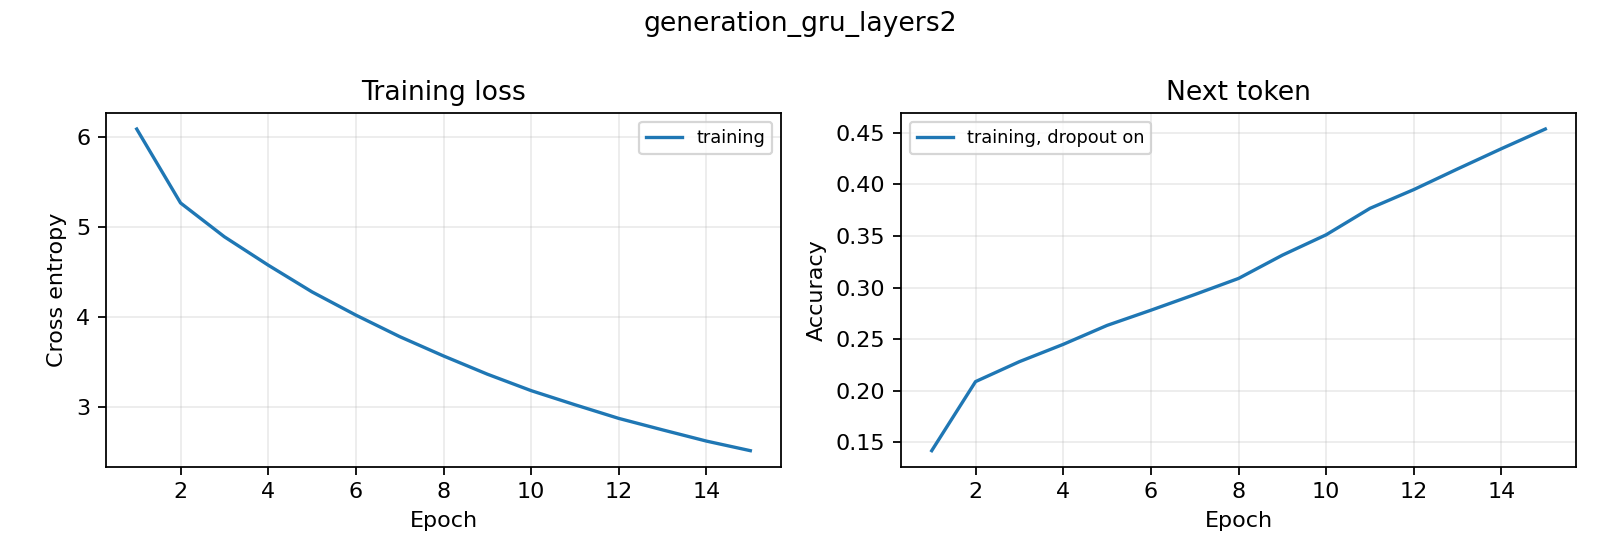 generation_gru_layers2
Training loss
training
6
5
4
3
Cross entropy
2 4 6 8 10 12 14
Epoch
Next token
training, dropout on
0.45
0.40
0.35
0.30
0.25
0.20
0.15
Accuracy
2 4 6 8 10 12 14
Epoch